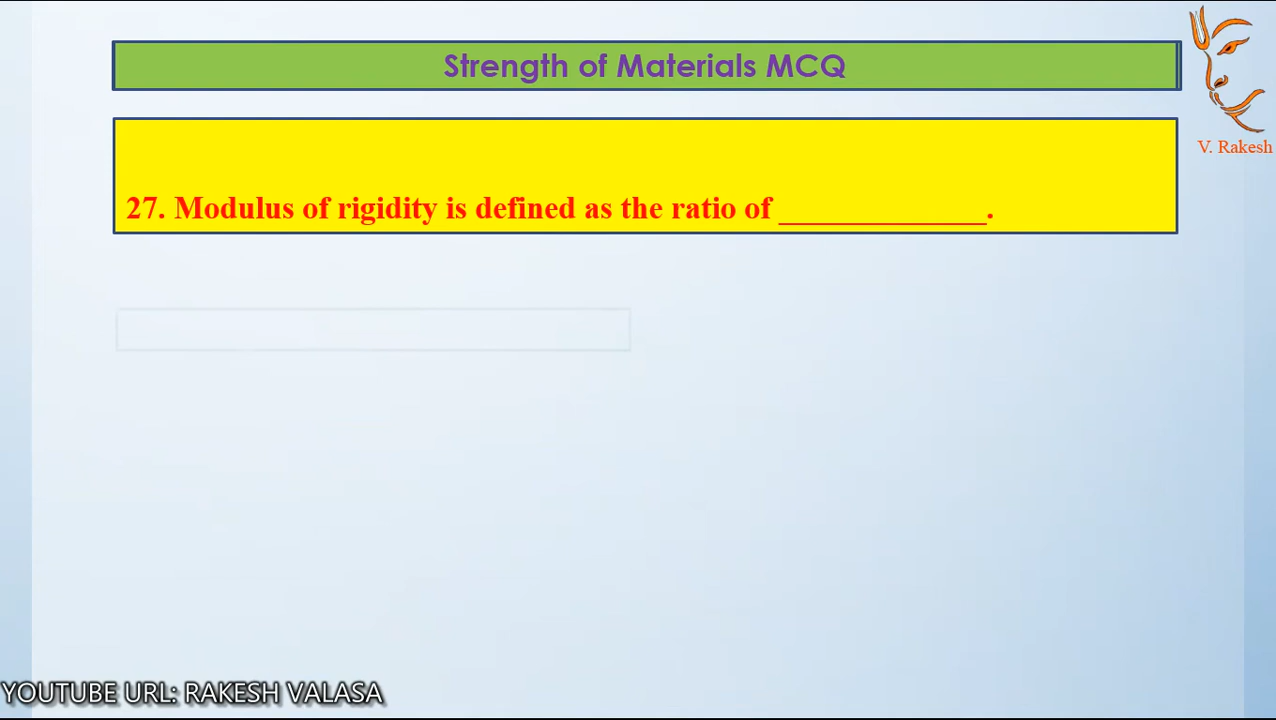 Strength of Materials MCQ
V. Rakesh
27. Modulus of rigidity is defined as the ratio of _____________.
YOUTUBE URL: RAKESH VALASA